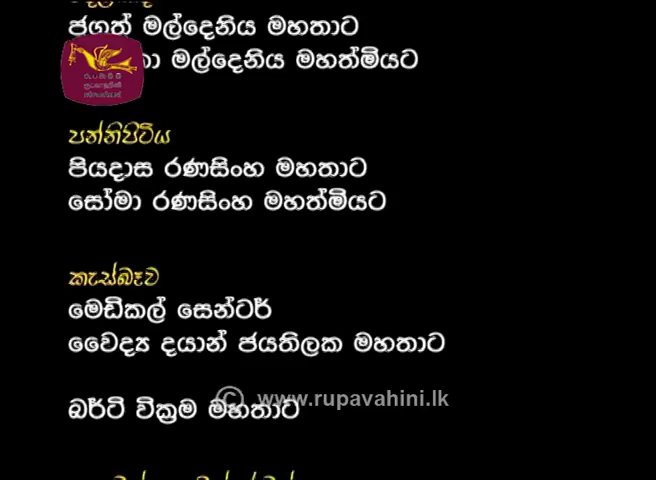 ජගත් මල්දෙනිය මහතාට
මල්දෙනිය මහත්මියට
පන්නිපිටිය
පියදාස රණසිංහ මහතාට
සෝමා රණසිංහ මහත්මියට
කැස්බෑව
මෙඩිකල් සෙන්ටර්
වෛද්‍ය දයාන් ජයතිලක මහතාට
© www.rupavahini.lk
බර්ටි වික්‍රම මහතාට